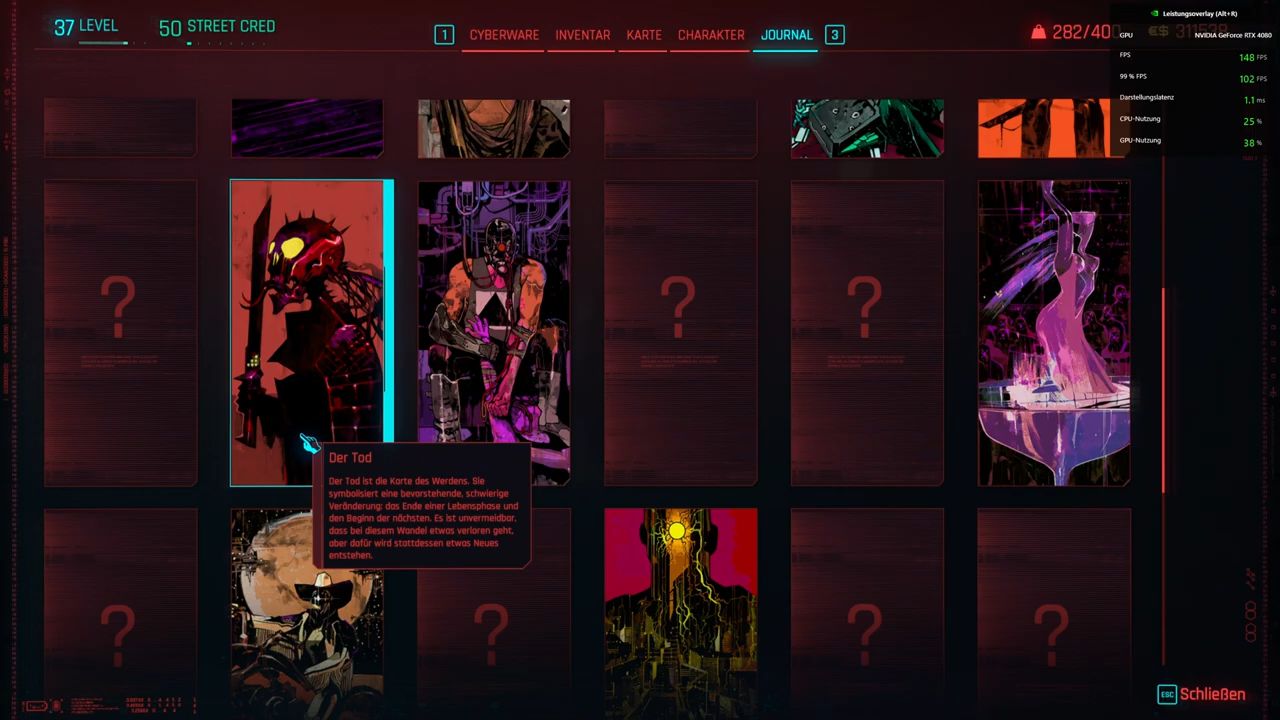 37 LEVEL
50 STREET CRED
1
CYBERWARE
INVENTAR
KARTE
CHARAKTER
JOURNAL
3
282/400
Leistungsoverlay (Alt+R)
GPU
NVIDIA GeForce RTX 4080
FPS
148 FPS
99 % FPS
102 FPS
Darstellungslatenz
1.1 ms
CPU-Nutzung
25 %
GPU-Nutzung
38 %
?
?
?
Der Tod
Der Tod ist die Karte des Werdens. Sie
symbolisiert eine bevorstehende, schwierige
Veränderung: das Ende einer Lebensphase und
den Beginn der nächsten. Es ist unvermeidbar,
dass bei diesem Wandel etwas verloren geht,
aber dafür wird stattdessen etwas Neues
entstehen.
?
?
?
?
ESC Schließen